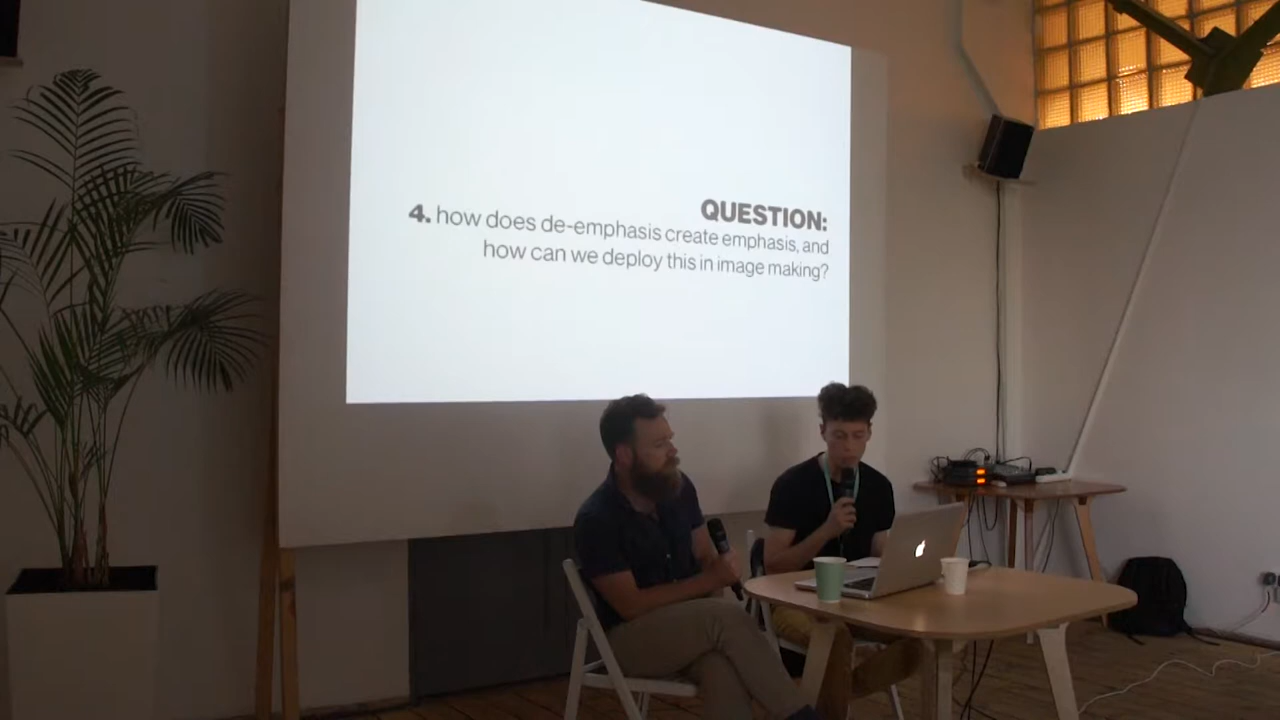 QUESTION:
4. how does de-emphasis create emphasis, and
how can we deploy this in image making?